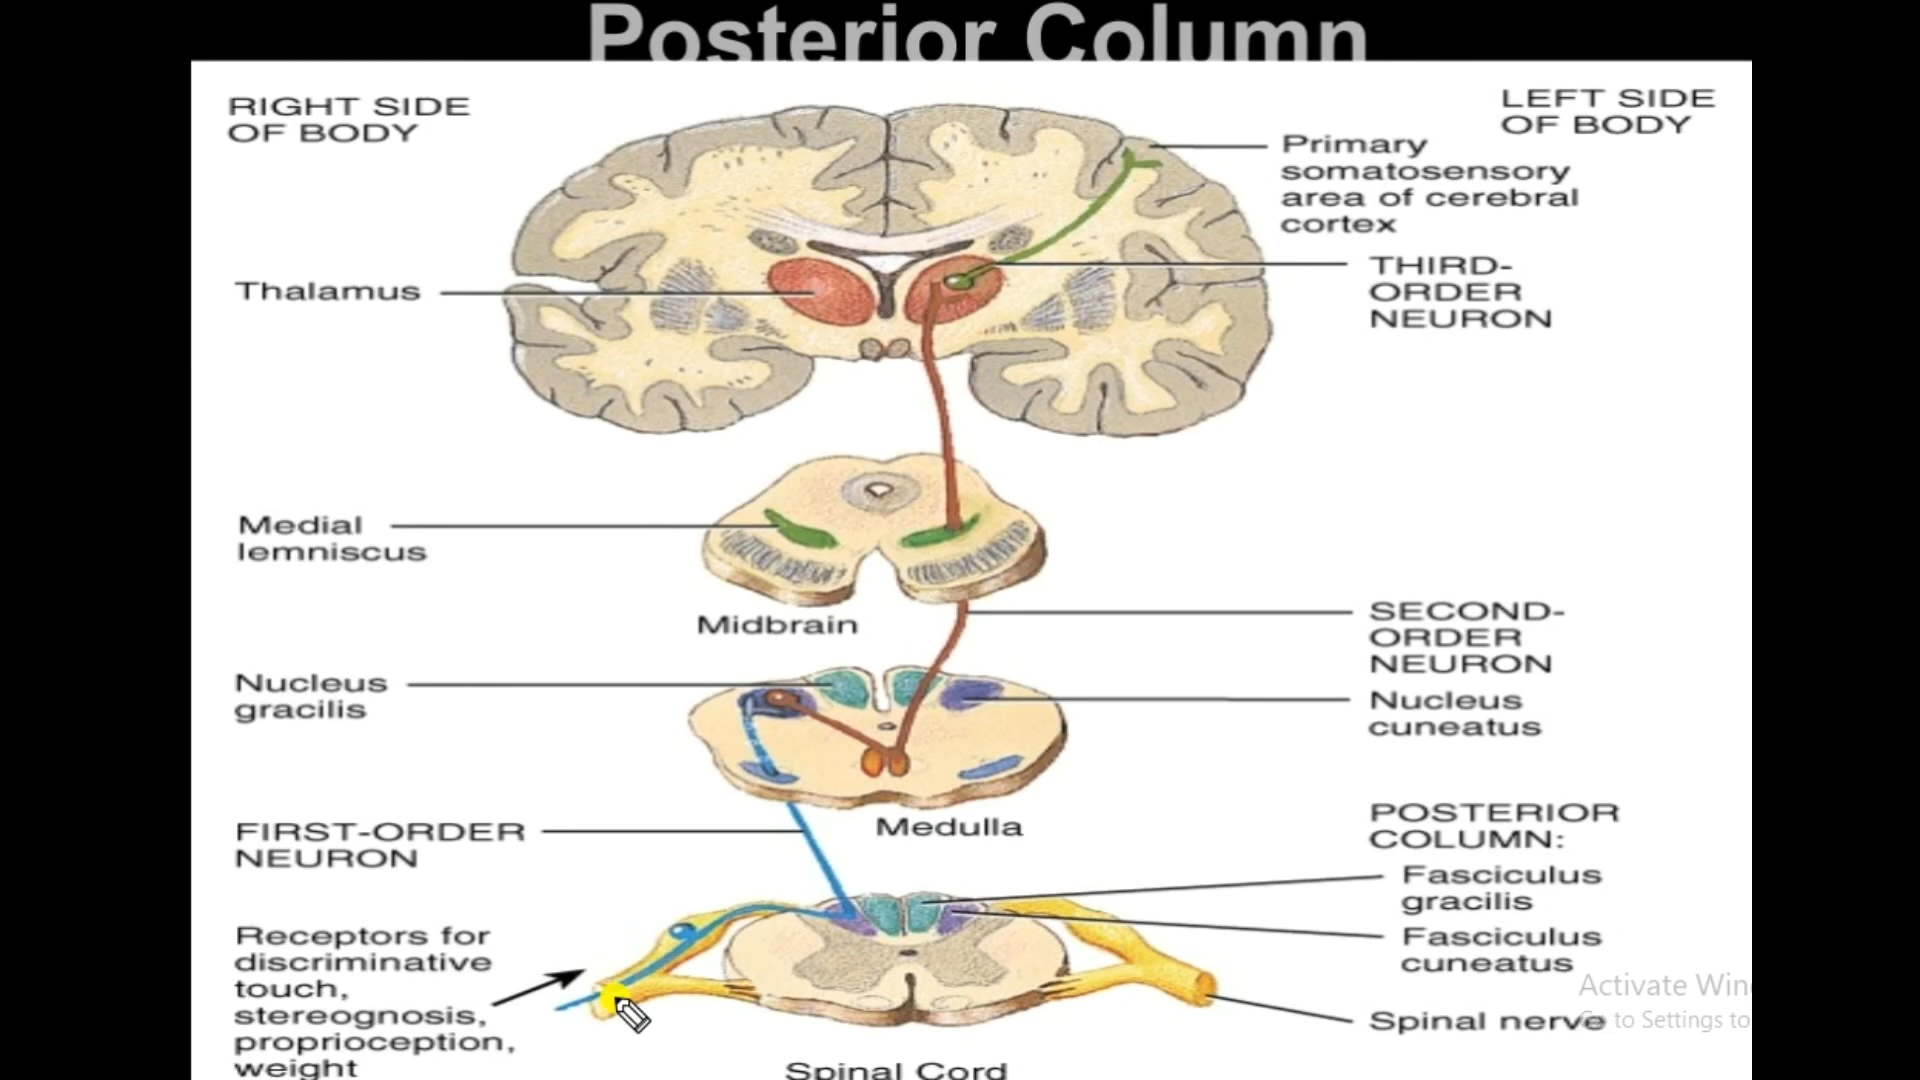 Posterior Column
RIGHT SIDE
OF BODY
LEFT SIDE
OF BODY
Primary
somatosensory
area of cerebral
cortex
THIRD-
ORDER
NEURON
Thalamus
Medial
lemniscus
Midbrain
SECOND-
ORDER
NEURON
Nucleus
gracilis
Nucleus
cuneatus
Medulla
FIRST-ORDER
NEURON
POSTERIOR
COLUMN:
Fasciculus
gracilis
Fasciculus
cuneatus
Receptors for
discriminative
touch,
stereognosis,
proprioception,
weight
Spinal nerve
Spinal Cord
Activate Win
to Settings to